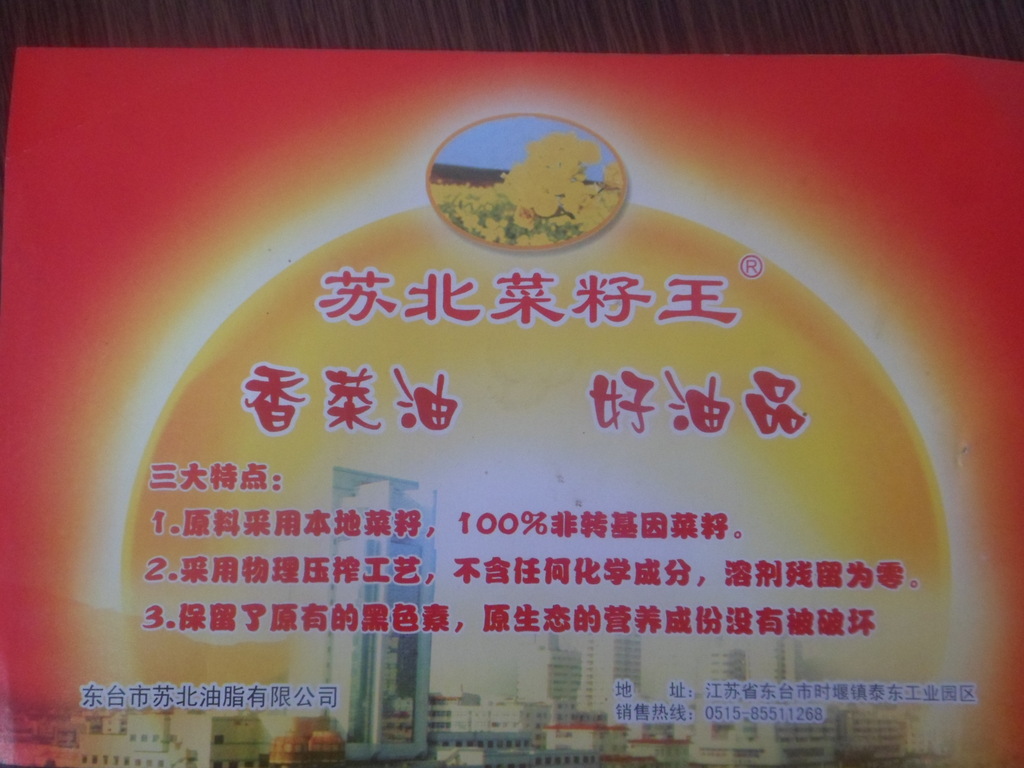 苏北菜籽王®
香菜油 好油品
三大特点：
1.原料采用本地菜籽，100%非转基因菜籽。
2.采用物理压搾工艺，不含任何化学成分，溶剂残留为零。
3.保留了原有的黑色素，原生态的营养成份没有被破坏
东台市苏北油脂有限公司
地 址：江苏省东台市时堰镇泰东工业园区
销售热线：0515-85511268